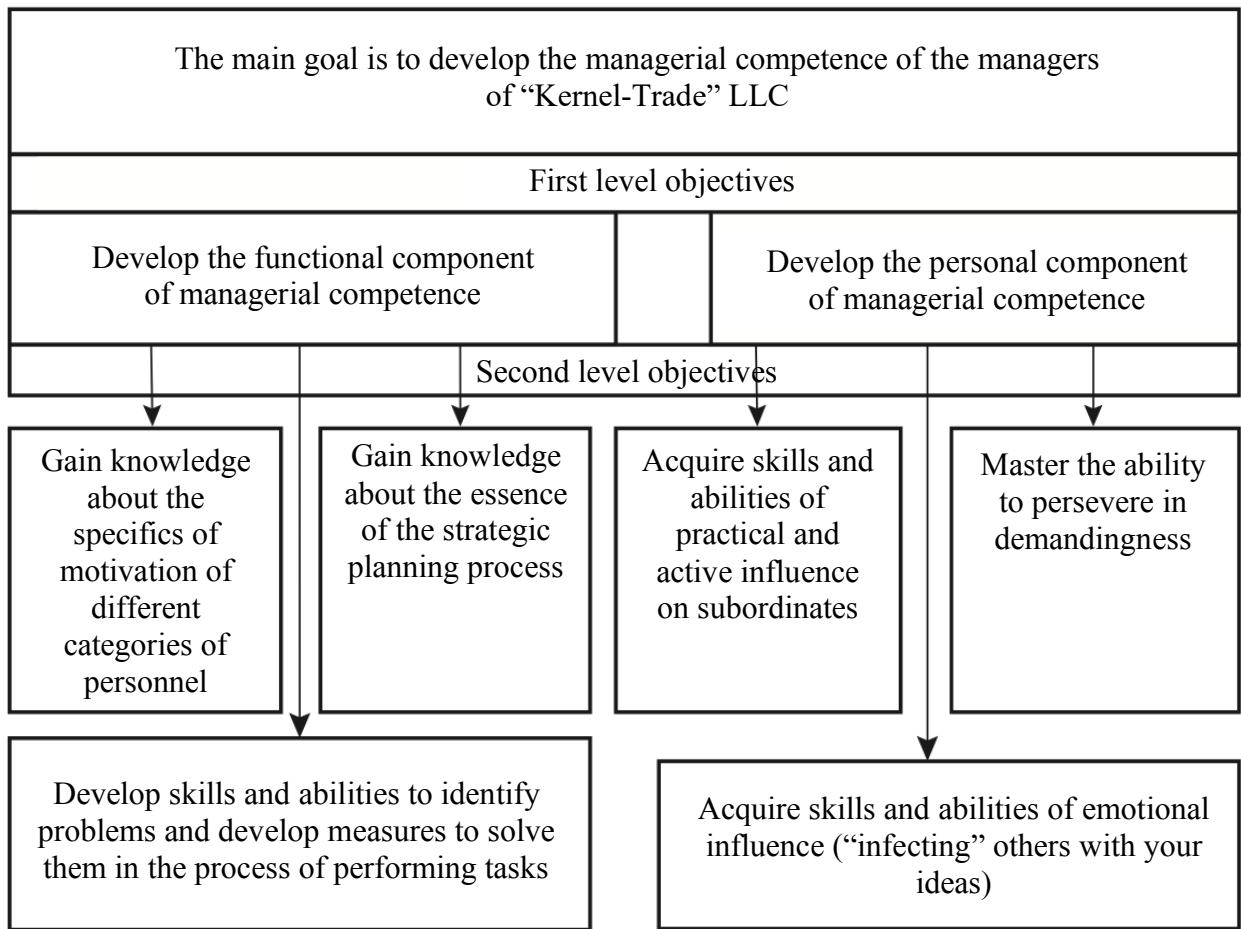 The main goal is to develop the managerial competence of the managers
of “Kernel-Trade” LLC
First level objectives
Develop the functional component
of managerial competence
Develop the personal component
of managerial competence
Second level objectives
Gain knowledge
about the
specifics of
motivation of
different
categories of
personnel
Gain knowledge
about the essence
of the strategic
planning process
Acquire skills and
abilities of
practical and
active influence
on subordinates
Master the ability
to persevere in
demandingness
Develop skills and abilities to identify
problems and develop measures to solve
them in the process of performing tasks
Acquire skills and abilities of emotional
influence (“infecting” others with your
ideas)